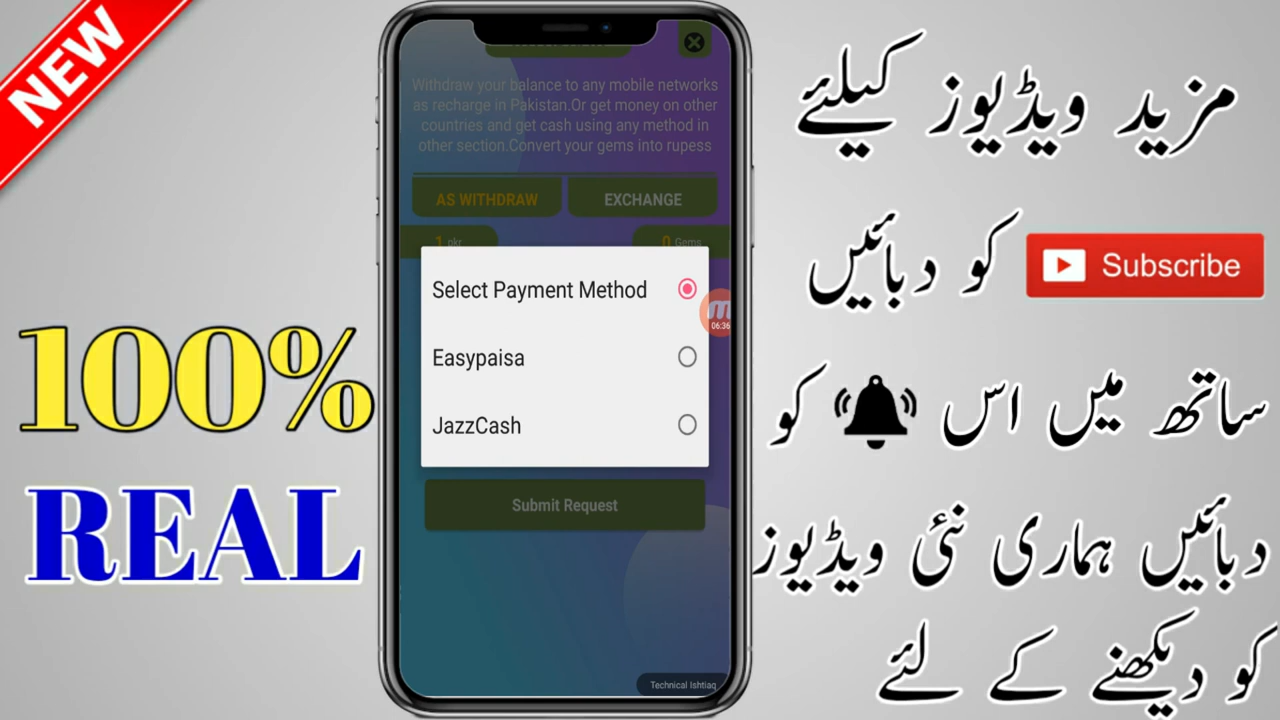 NEW
100%
REAL
Withdraw your balance to any mobile networks
as recharge in Pakistan.Or get money on other
countries and get cash using any method in
other section.Convert your gems into rupess
AS WITHDRAW
EXCHANGE
1 pkr
0 Gems
Select Payment Method
Easypaisa
JazzCash
06:36
Submit Request
Technical Ishtiaq
مزید ویڈیوز کیلئے
Subscribe کو دبائیں
ساتھ میں اس کو
دبائیں ہماری نئی ویڈیوز
کو دیکھنے کے لئے